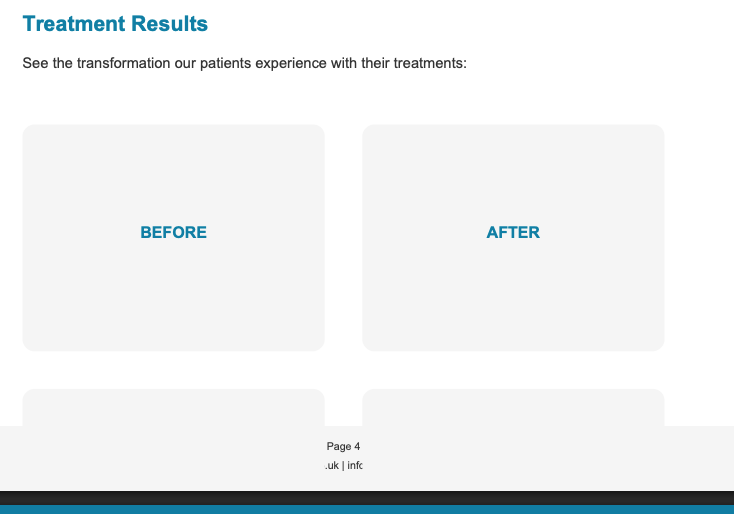 Treatment Results
See the transformation our patients experience with their treatments:
BEFORE
AFTER
Page 4
.uk | info